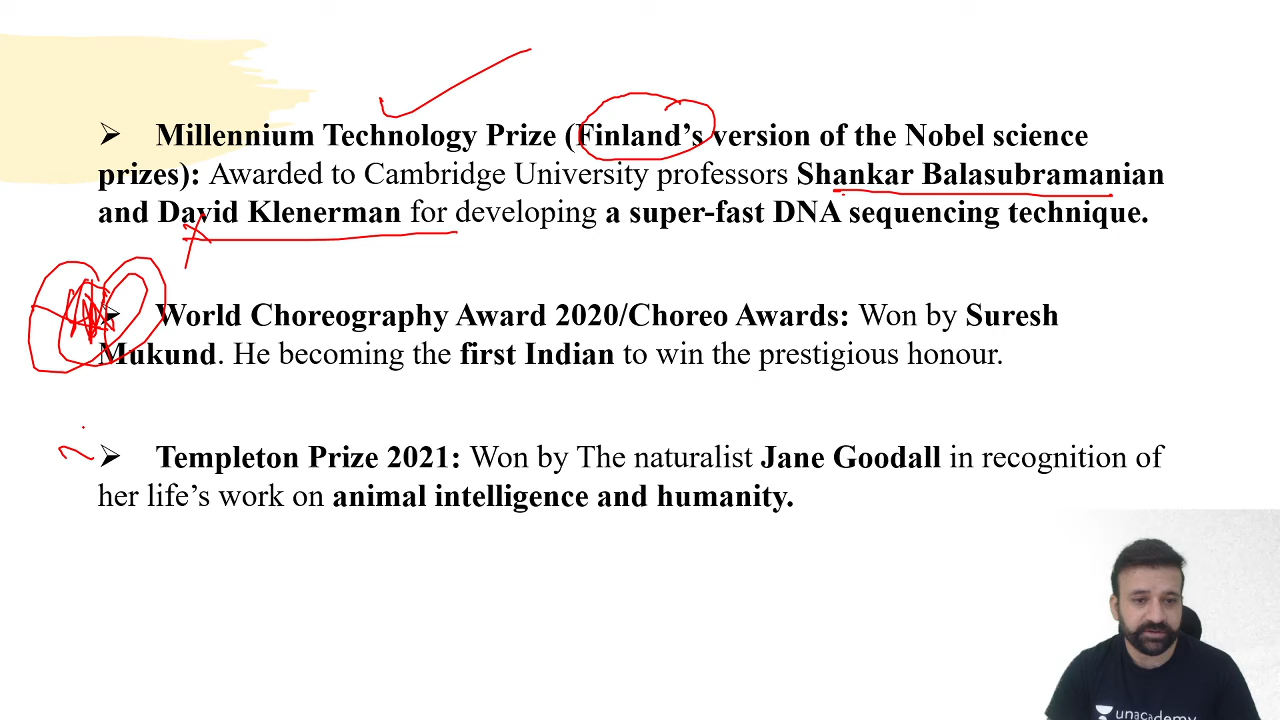 ➢ Millennium Technology Prize (Finland’s version of the Nobel science
prizes): Awarded to Cambridge University professors Shankar Balasubramanian
and David Klenerman for developing a super-fast DNA sequencing technique.
➢ World Choreography Award 2020/Choreo Awards: Won by Suresh
Mukund. He becoming the first Indian to win the prestigious honour.
➢ Templeton Prize 2021: Won by The naturalist Jane Goodall in recognition of
her life’s work on animal intelligence and humanity.
unacademy